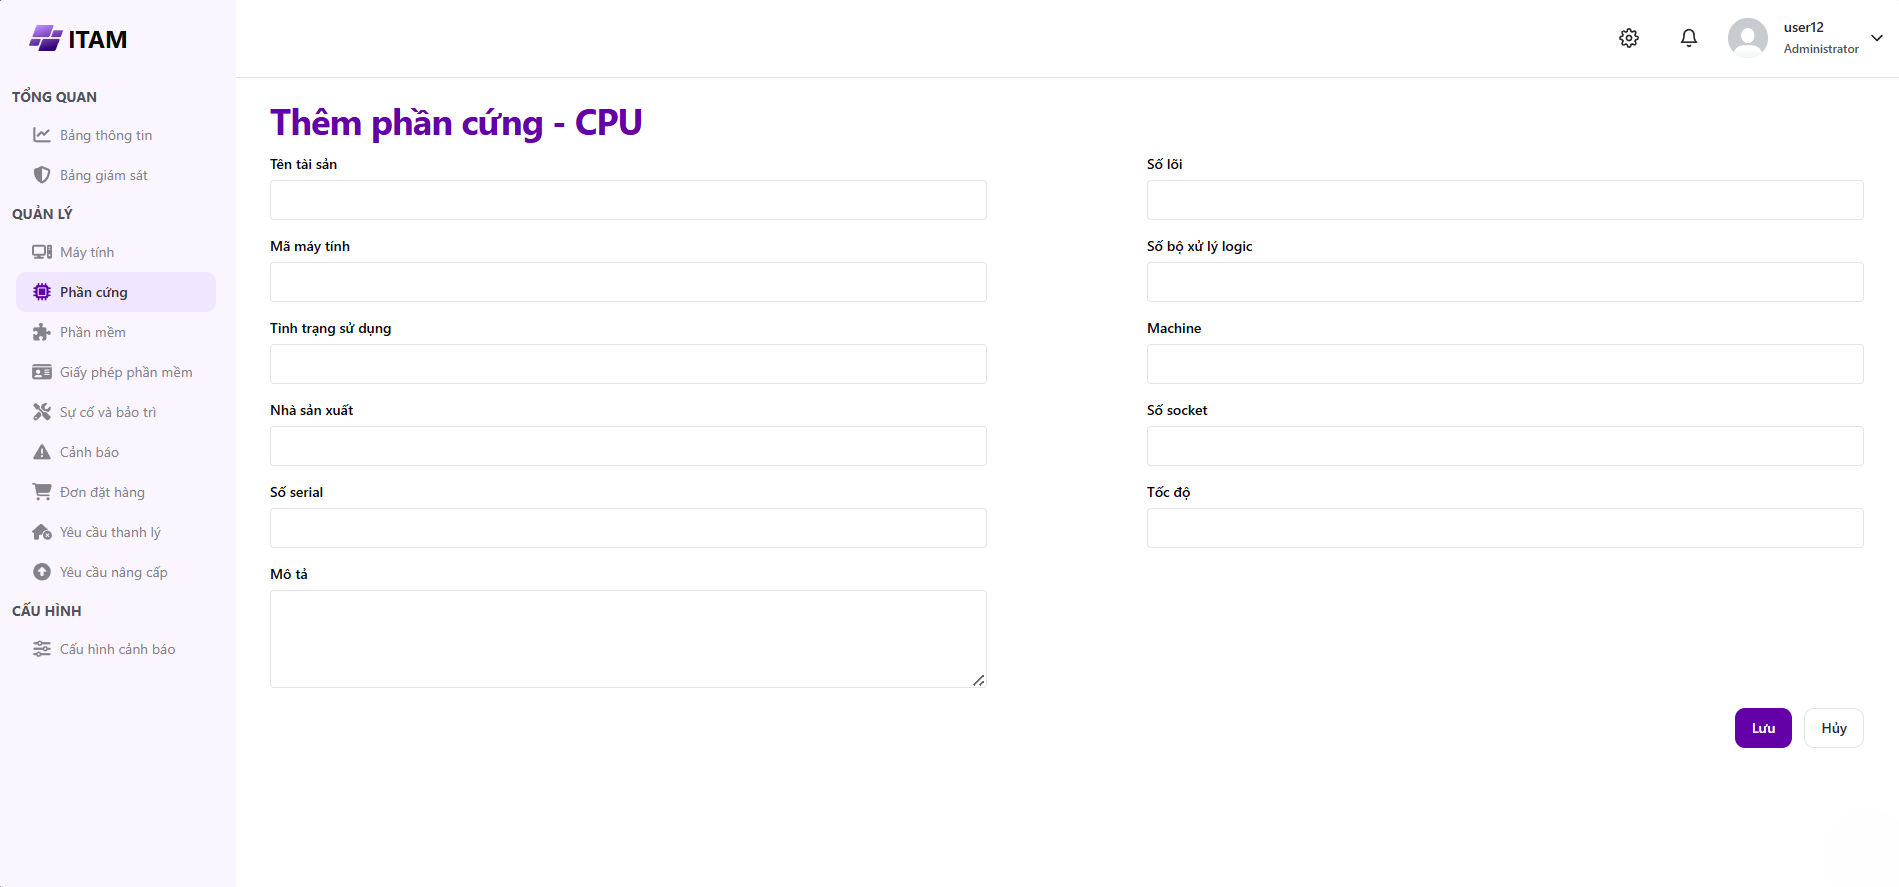 ITAM
user12
Administrator
TỔNG QUAN
Bảng thông tin
Bảng giám sát
QUẢN LÝ
Máy tính
Phần cứng
Phần mềm
Giấy phép phần mềm
Sự cố và bảo trì
Cảnh báo
Đơn đặt hàng
Yêu cầu thanh lý
Yêu cầu nâng cấp
CẤU HÌNH
Cấu hình cảnh báo
Thêm phần cứng - CPU
Tên tài sản
Mã máy tính
Tình trạng sử dụng
Nhà sản xuất
Số serial
Mô tả
Số lõi
Số bộ xử lý logic
Machine
Số socket
Tốc độ
Lưu
Hủy